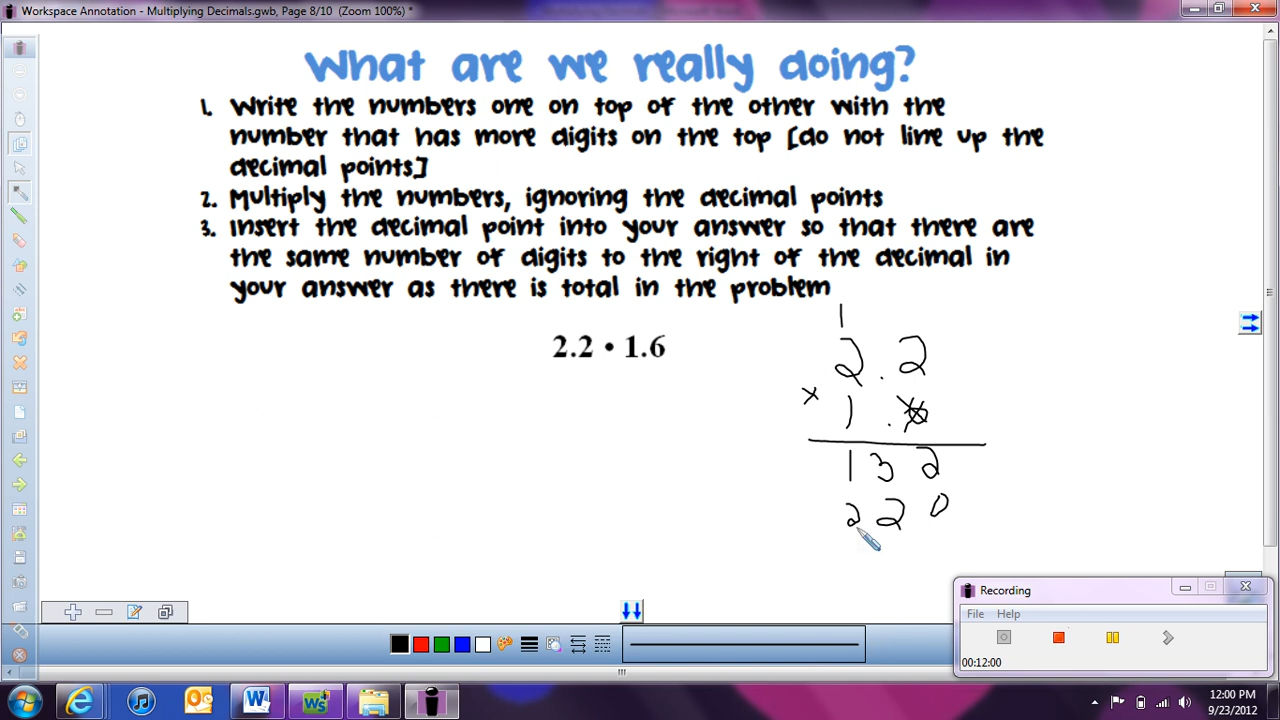 Workspace Annotation - Multiplying Decimals.gwb, Page 8/10 (Zoom 100%) *
What are we really doing?
1. Write the numbers one on top of the other with the
number that has more digits on the top [do not line up the
decimal points]
2. Multiply the numbers, ignoring the decimal points
3. Insert the decimal point into your answer so that there are
the same number of digits to the right of the decimal in
your answer as there is total in the problem
2.2 • 1.6
1
2.2
x 1.
132
220
Recording
File Help
00:12:00
12:00 PM
9/23/2012